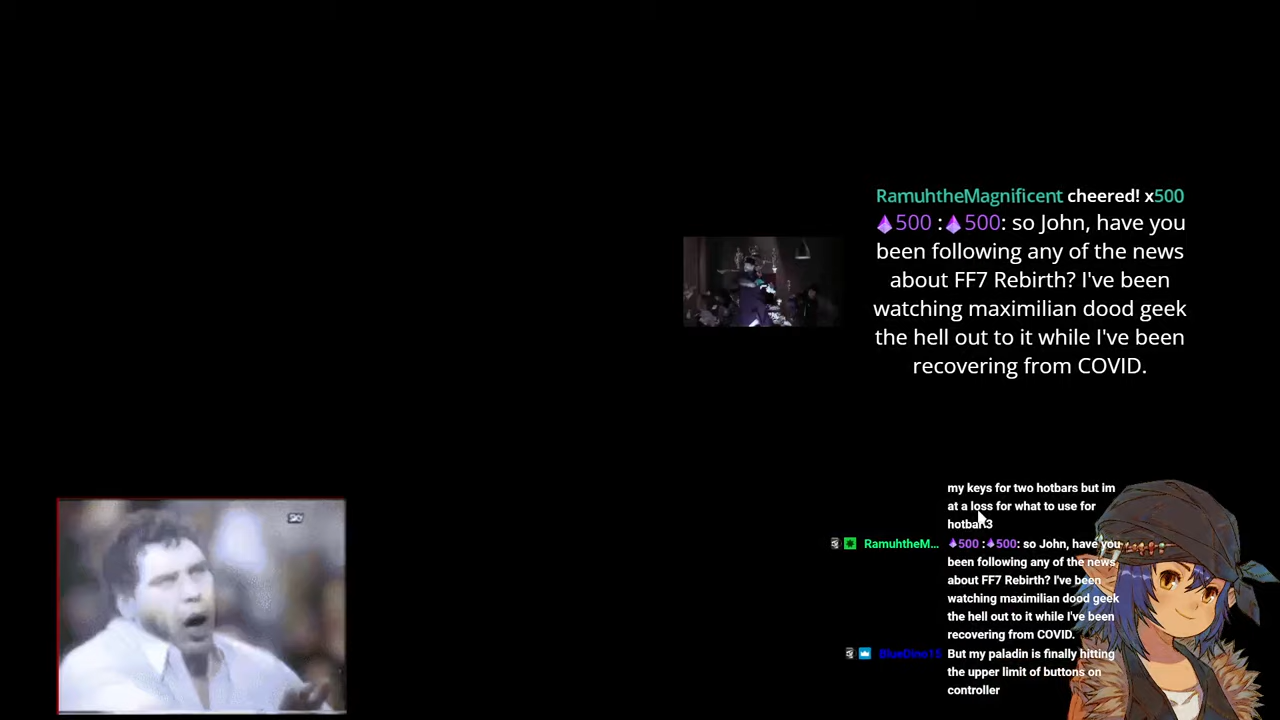 RamuhtheMagnificent cheered! x500
500 :500: so John, have you
been following any of the news
about FF7 Rebirth? I've been
watching maximilian dood geek
the hell out to it while I've been
recovering from COVID.
my keys for two hotbars but im
at a loss for what to use for
hotbar3
RamuhtheM... 500 :500: so John, have you
been following any of the news
about FF7 Rebirth? I've been
watching maximilian dood geek
the hell out to it while I've been
recovering from COVID.
BluxDino15 But my paladin is finally hitting
the upper limit of buttons on
controller